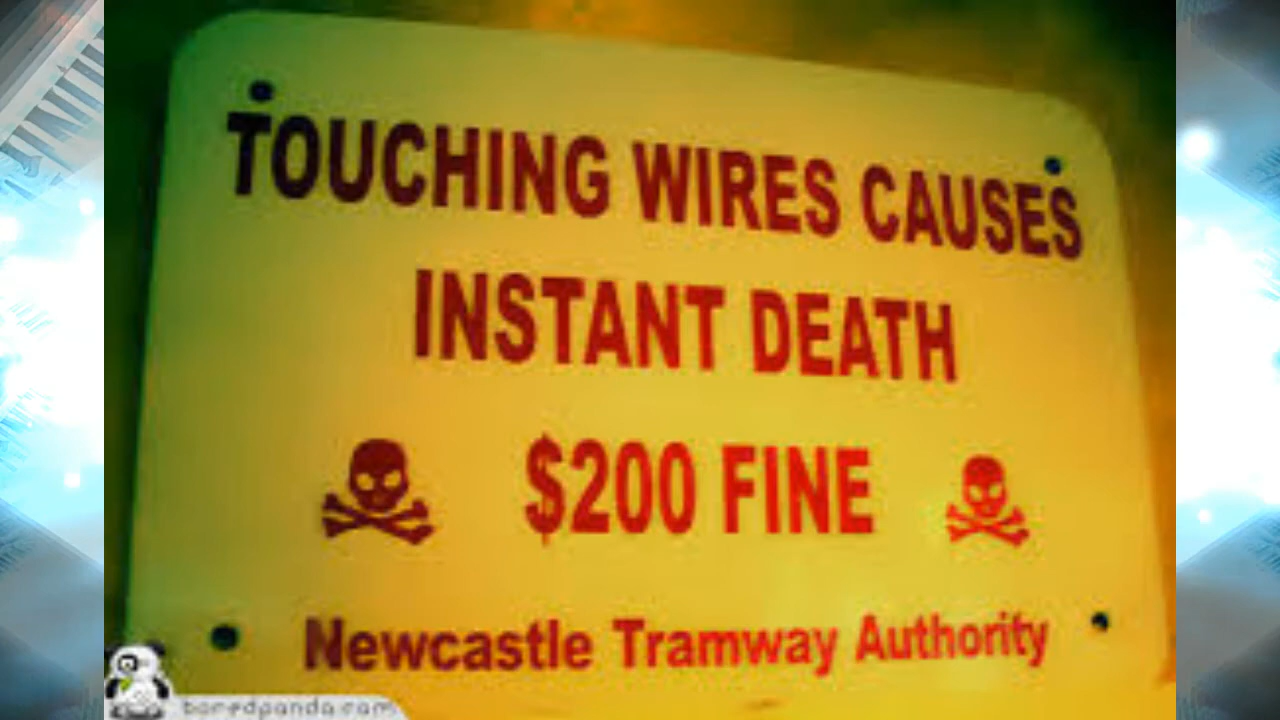 TOUCHING WIRES CAUSES
INSTANT DEATH
$200 FINE
Newcastle Tramway Authority
boredpanda.com